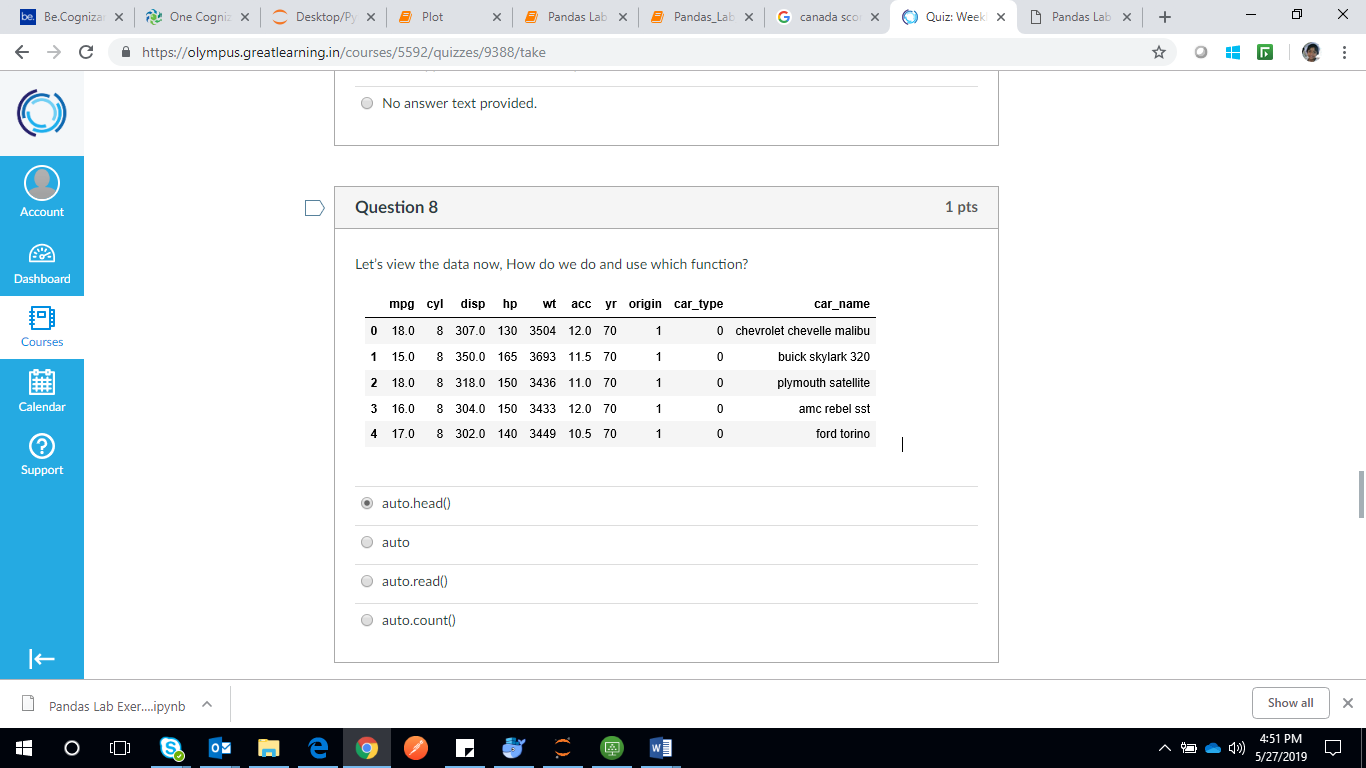 be. Be.Cogniza
One Cogniz
Desktop/Py
Plot
Pandas Lab
Pandas_Lab
canada sco
Quiz: Week
Pandas Lab
https://olympus.greatlearning.in/courses/5592/quizzes/9388/take
No answer text provided.
Account
Dashboard
Courses
Calendar
Support
Question 8 1 pts
Let's view the data now, How do we do and use which function?
mpg cyl disp hp wt acc yr origin car_type car_name
0 18.0 8 307.0 130 3504 12.0 70 1 0 chevrolet chevelle malibu
1 15.0 8 350.0 165 3693 11.5 70 1 0 buick skylark 320
2 18.0 8 318.0 150 3436 11.0 70 1 0 plymouth satellite
3 16.0 8 304.0 150 3433 12.0 70 1 0 amc rebel sst
4 17.0 8 302.0 140 3449 10.5 70 1 0 ford torino
auto.head()
auto
auto.read()
auto.count()
Pandas Lab Exer....ipynb
Show all
4:51 PM
5/27/2019